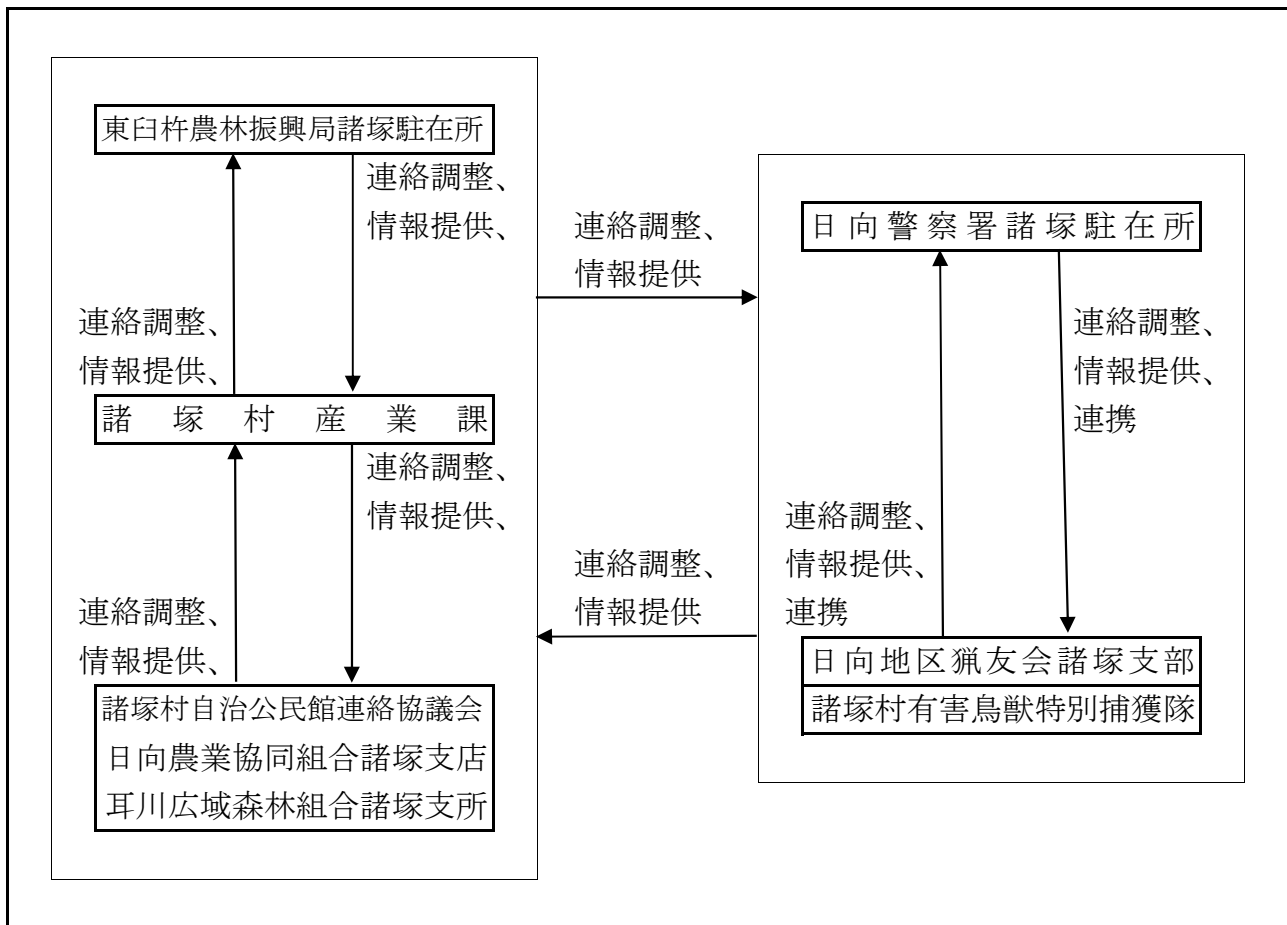 東臼杵農林振興局諸塚駐在所
連絡調整、
情報提供、
連絡調整、
情報提供、
諸塚村産業課
連絡調整、
情報提供、
連絡調整、
情報提供、
諸塚村自治公民館連絡協議会
日向農業協同組合諸塚支店
耳川広域森林組合諸塚支所
連絡調整、
情報提供
連絡調整、
情報提供
日向警察署諸塚駐在所
連絡調整、
情報提供、
連携
連絡調整、
情報提供、
連携
日向地区猟友会諸塚支部
諸塚村有害鳥獣特別捕獲隊